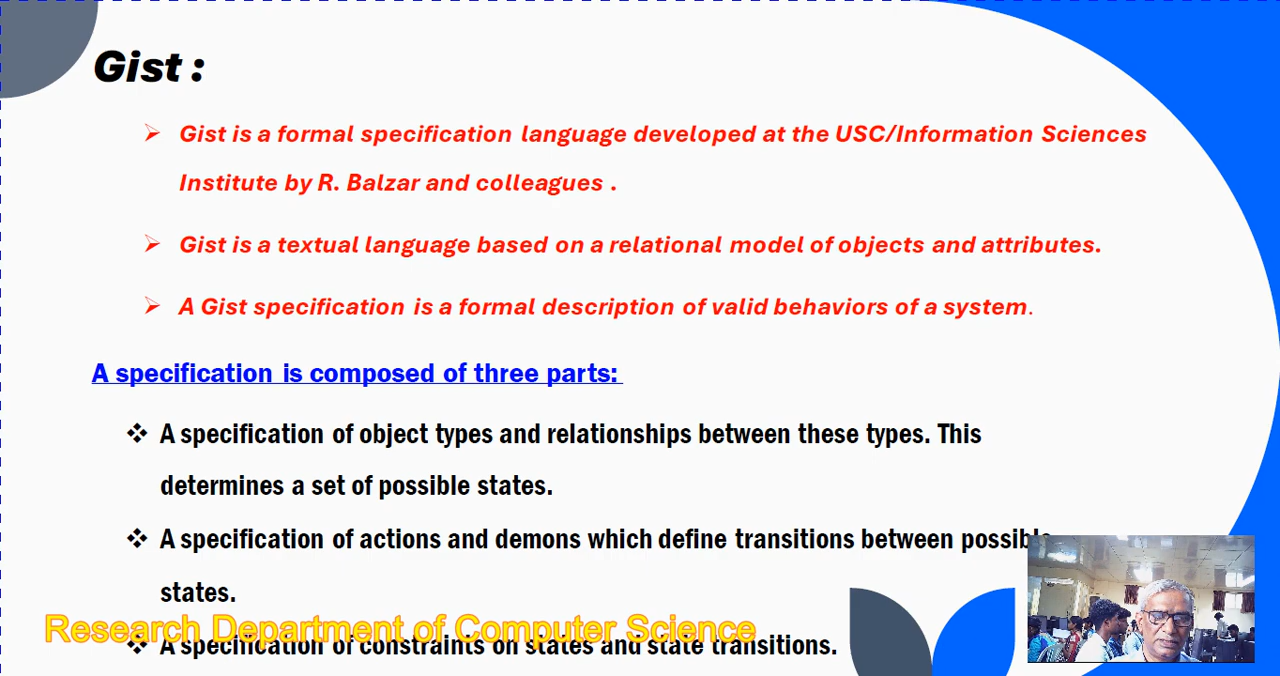 Gist :
Gist is a formal specification language developed at the USC/Information Sciences
Institute by R. Balzar and colleagues .
Gist is a textual language based on a relational model of objects and attributes.
A Gist specification is a formal description of valid behaviors of a system.
A specification is composed of three parts:
A specification of object types and relationships between these types. This
determines a set of possible states.
A specification of actions and demons which define transitions between possible
states.
Research Department of Computer Science
A specification of constraints on states and state transitions.